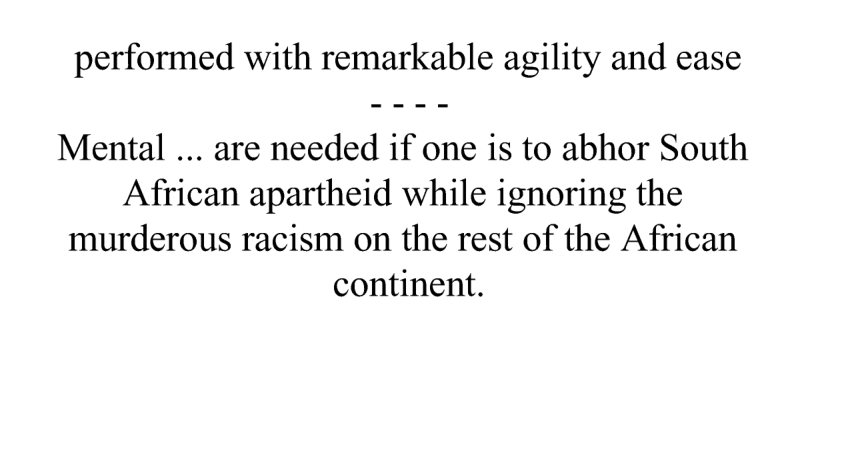 performed with remarkable agility and ease
- - - -
Mental ... are needed if one is to abhor South
African apartheid while ignoring the
murderous racism on the rest of the African
continent.